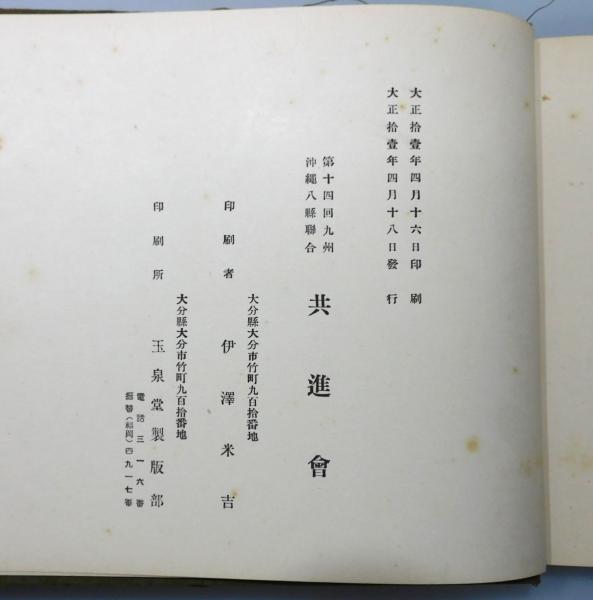 大正拾壹年四月十六日印刷
大正拾壹年四月十八日發行
第十四回九州
沖繩八縣聯合
共進會
大分縣大分市竹町九百拾番地
印刷者 伊澤米吉
大分縣大分市竹町九百拾番地
印刷所 玉泉堂製版部
電話三一六番
振替(福岡)四九一七番